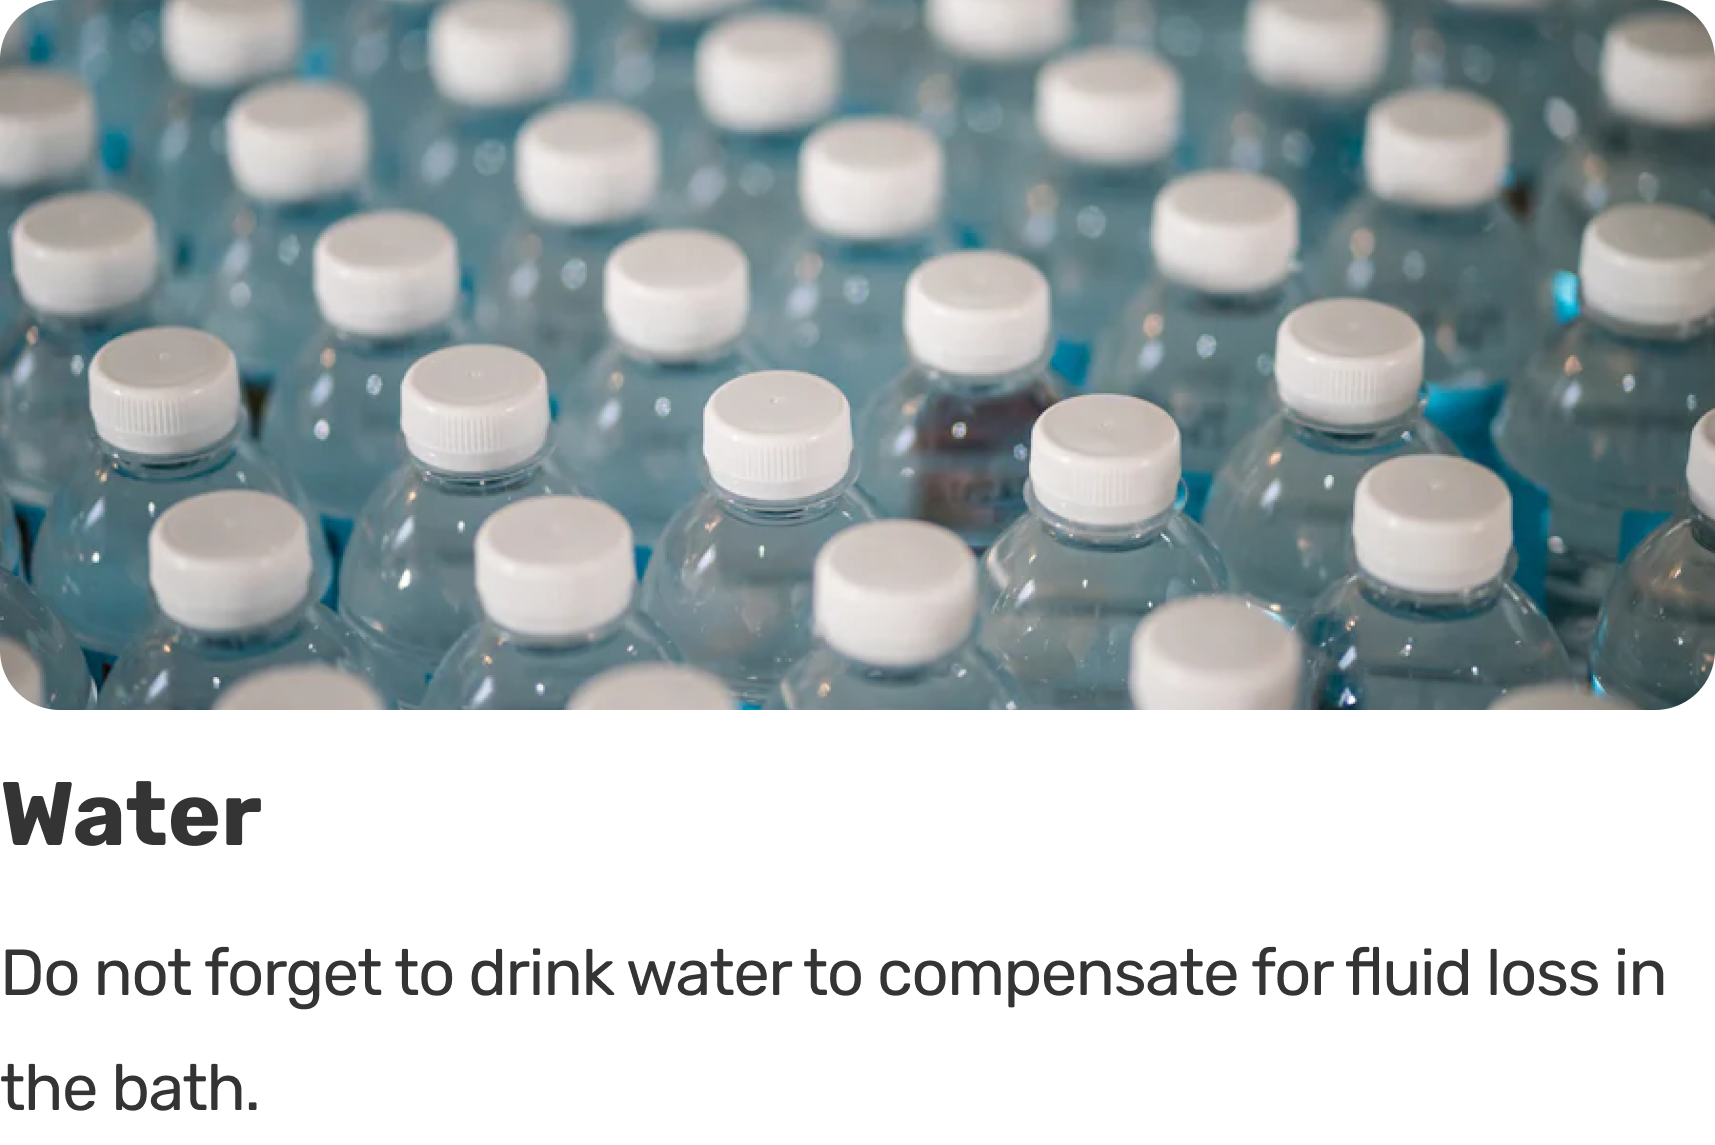 Water
Do not forget to drink water to compensate for fluid loss in
the bath.